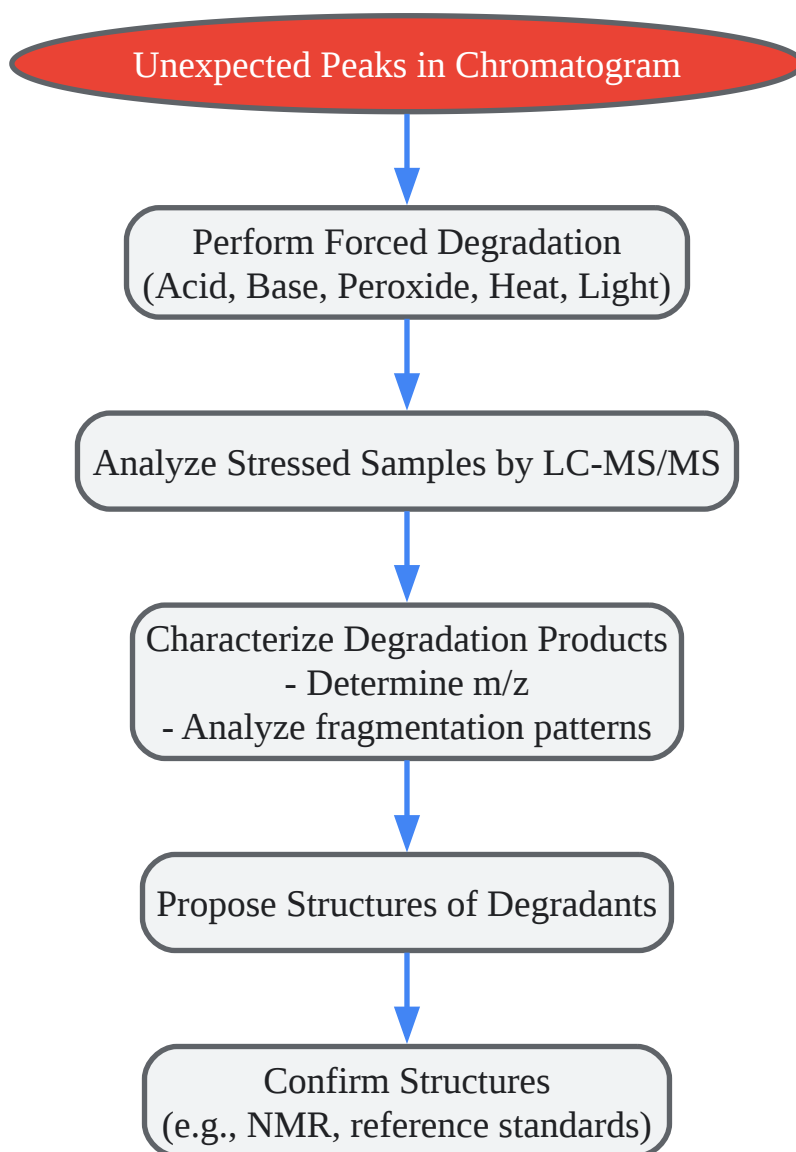 Unexpected Peaks in Chromatogram
Perform Forced Degradation
(Acid, Base, Peroxide, Heat, Light)
Analyze Stressed Samples by LC-MS/MS
Characterize Degradation Products
- Determine m/z
- Analyze fragmentation patterns
Propose Structures of Degradants
Confirm Structures
(e.g., NMR, reference standards)